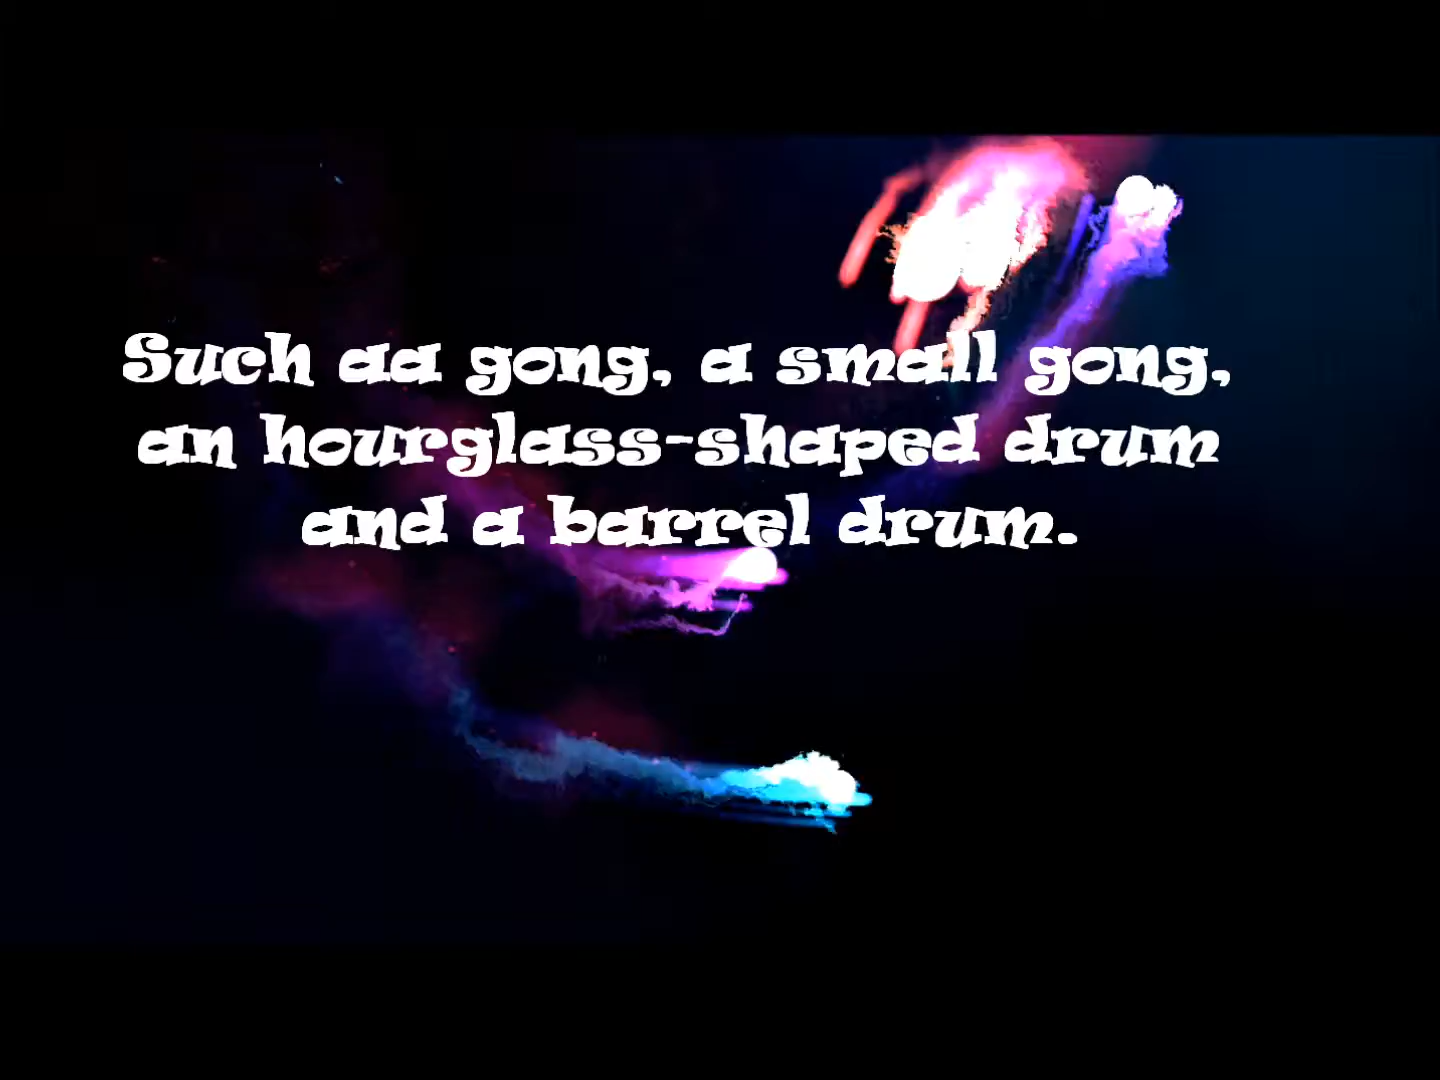 Such aa gong, a small gong,
an hourglass-shaped drum
and a barrel drum.